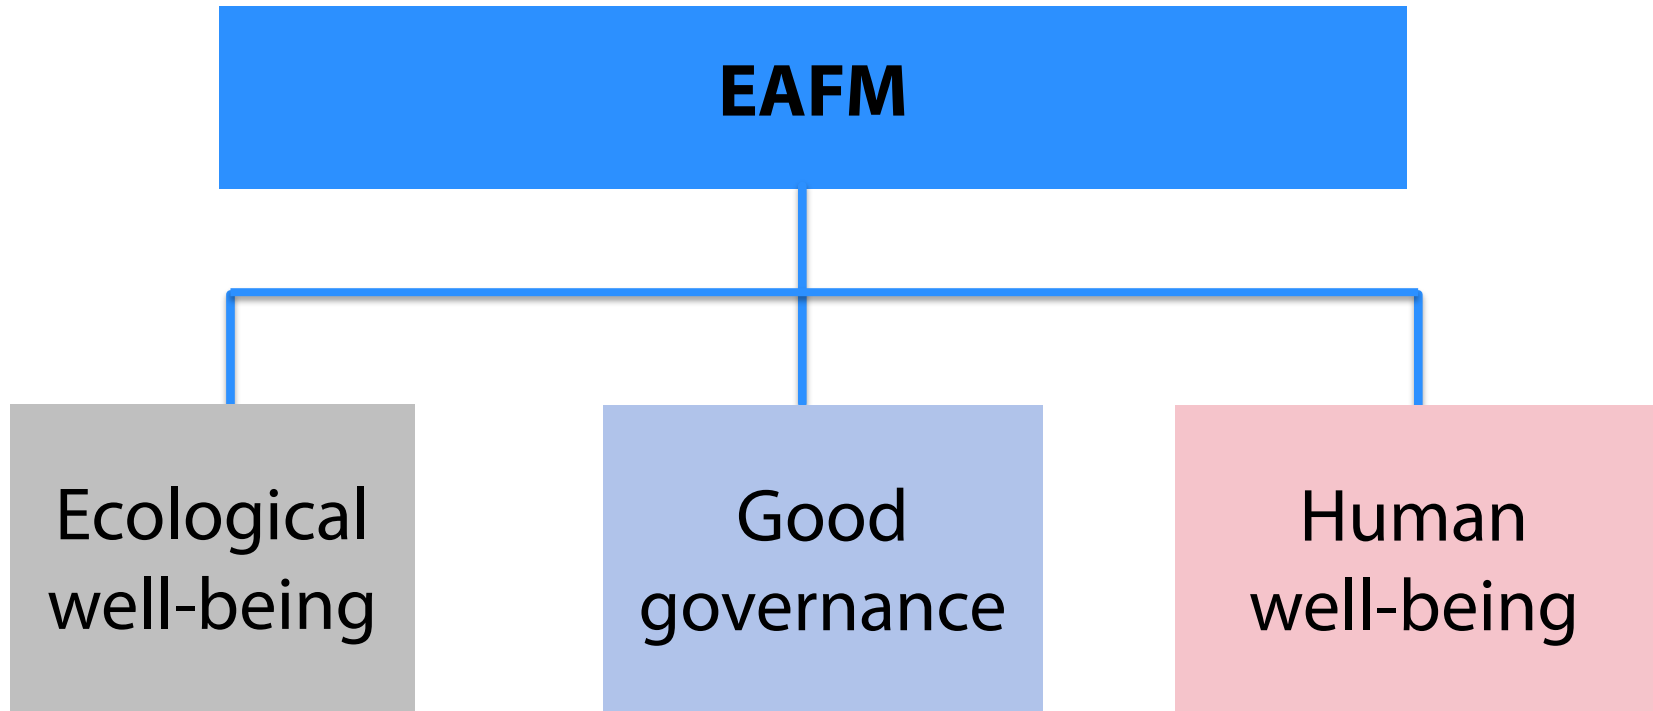 EAFM
Ecological
well-being
Good
governance
Human
well-being